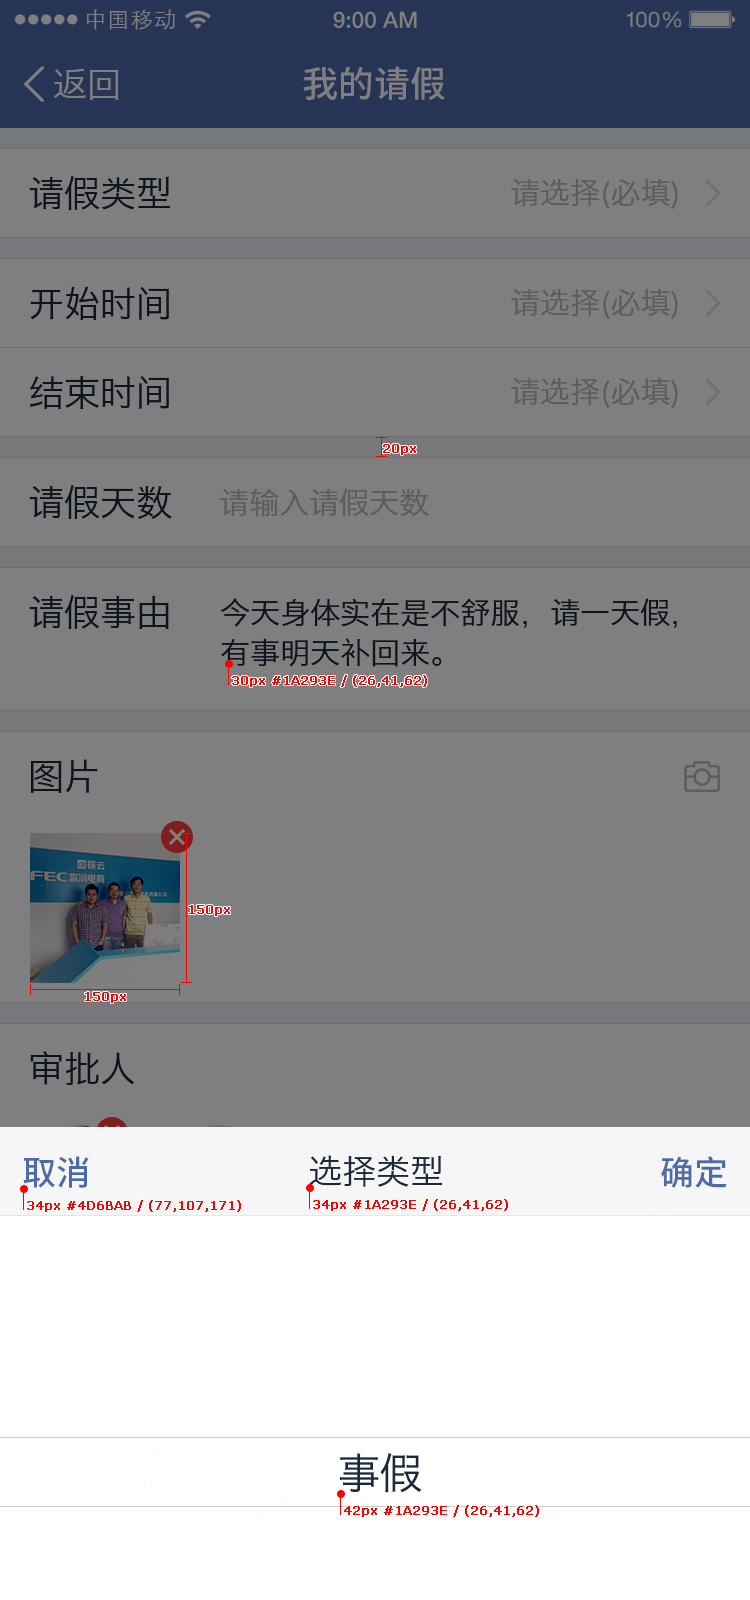 中国移动 9:00 AM 100%
返回 我的请假
请假类型 请选择(必填)
开始时间 请选择(必填)
结束时间 请选择(必填)
20px
请假天数 请输入请假天数
请假事由 今天身体实在是不舒服，请一天假，
有事明天补回来。
30px #1A293E / (26,41,62)
图片
筷云
FEC富润电商
150px
150px
审批人
取消 选择类型 确定
34px #4D6BAB / (77,107,171) 34px #1A293E / (26,41,62)
事假
42px #1A293E / (26,41,62)